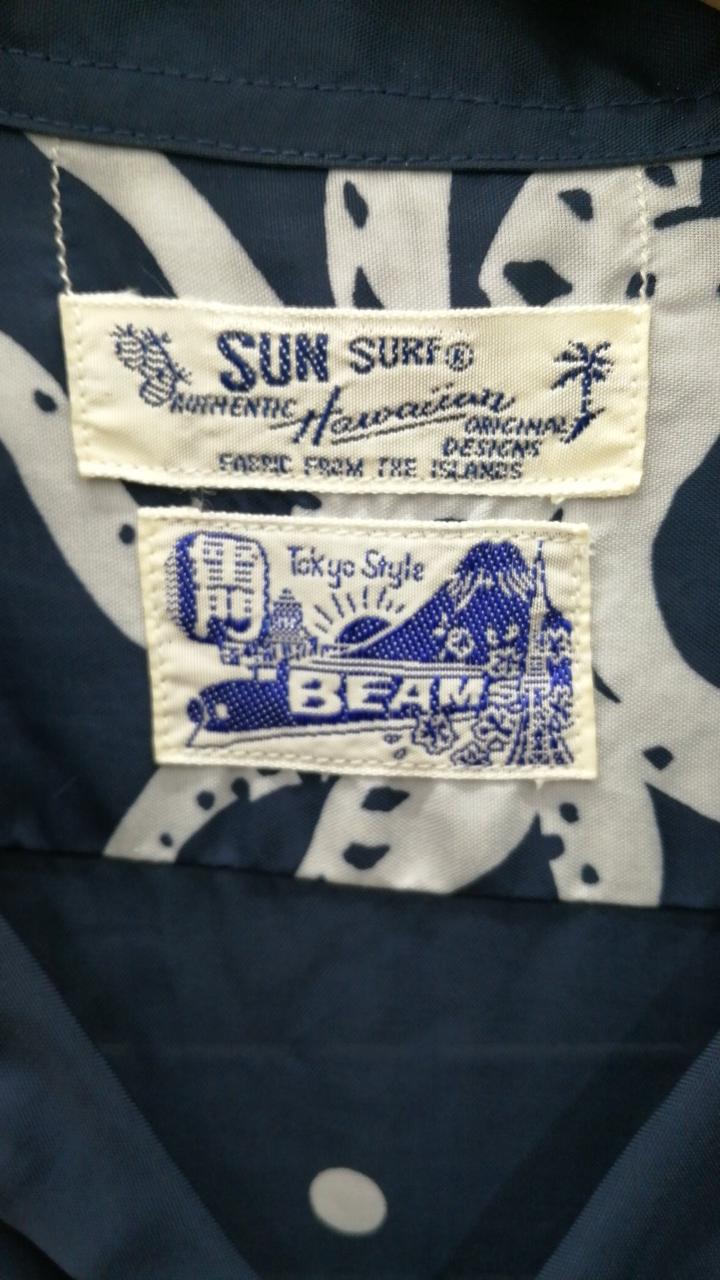 SUN SURF®
AUTHENTIC Hawaiian ORIGINAL
DESIGNS
FABRIC FROM THE ISLANDS
Tokyo Style
BEAMS